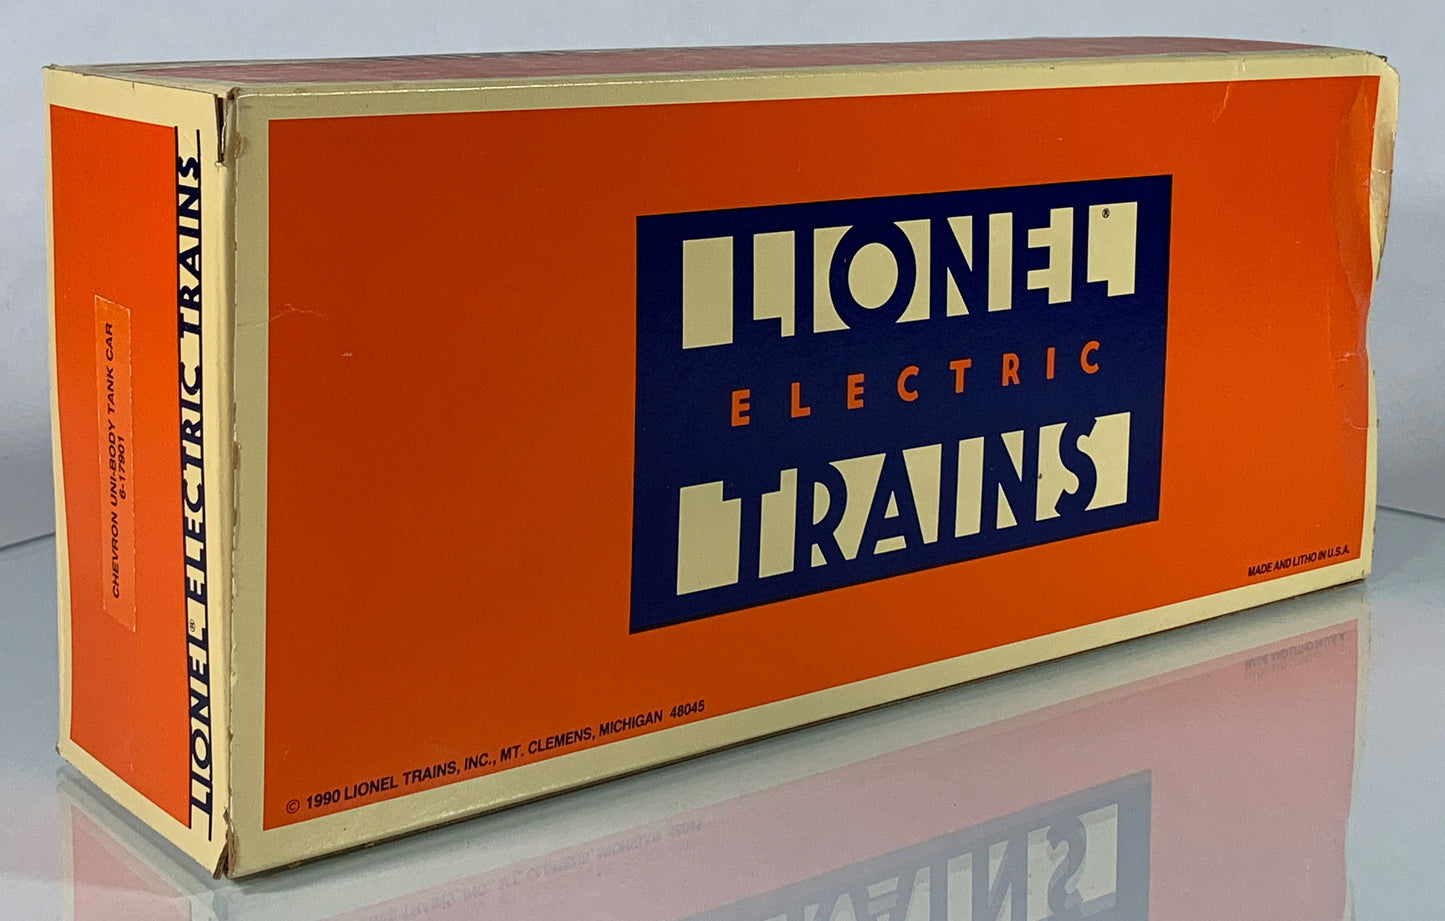 CHEVRON UNI-BODY TANK CAR
6-17901
LIONEL® ELECTRIC TRAINS
LIONEL®
ELECTRIC
TRAINS
MADE AND LITHO IN U.S.A.
© 1990 LIONEL TRAINS, INC., MT. CLEMENS, MICHIGAN 48045